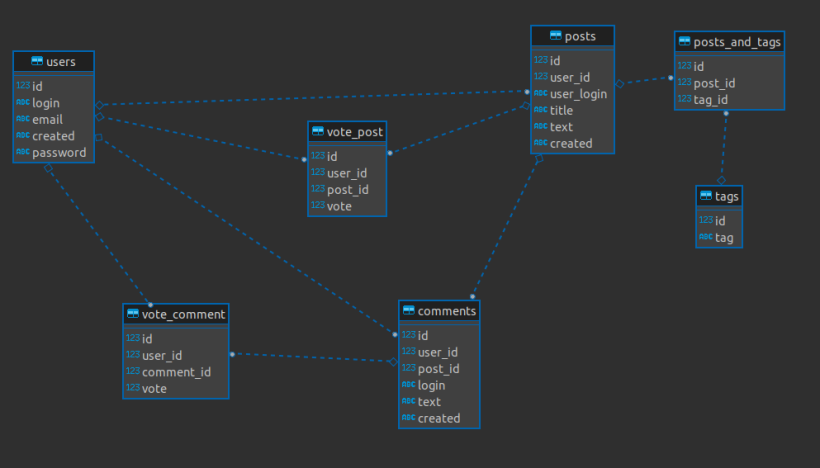 users
123 id
ABC login
ABC email
ABC created
ABC password
posts
123 id
123 user_id
ABC user_login
ABC title
ABC text
ABC created
posts_and_tags
123 id
123 post_id
123 tag_id
vote_post
123 id
123 user_id
123 post_id
123 vote
tags
123 id
ABC tag
vote_comment
123 id
123 user_id
123 comment_id
123 vote
comments
123 id
123 user_id
123 post_id
ABC login
ABC text
ABC created